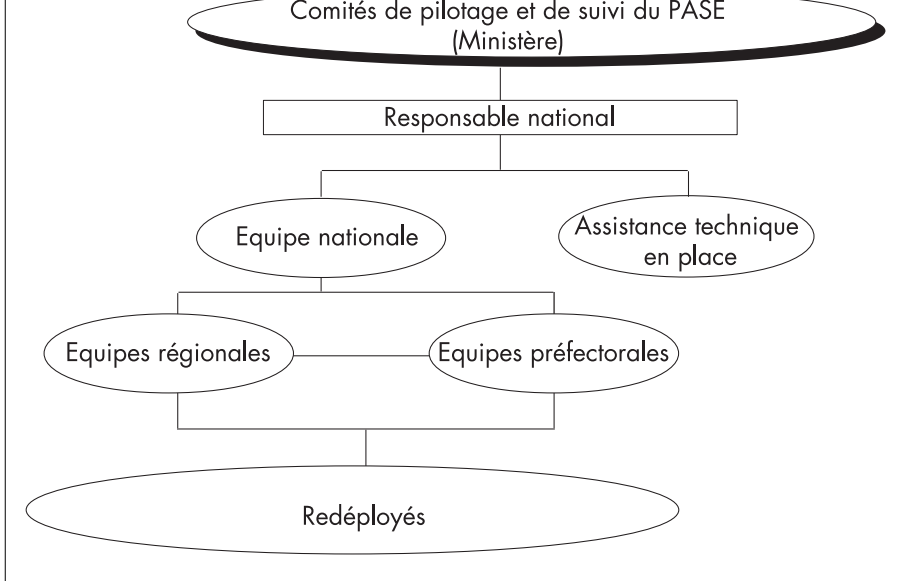 Comités de pilotage et de suivi du PASE
(Ministère)
Responsable national
Equipe nationale
Assistance technique
en place
Equipes régionales
Equipes préfectorales
Redéployés